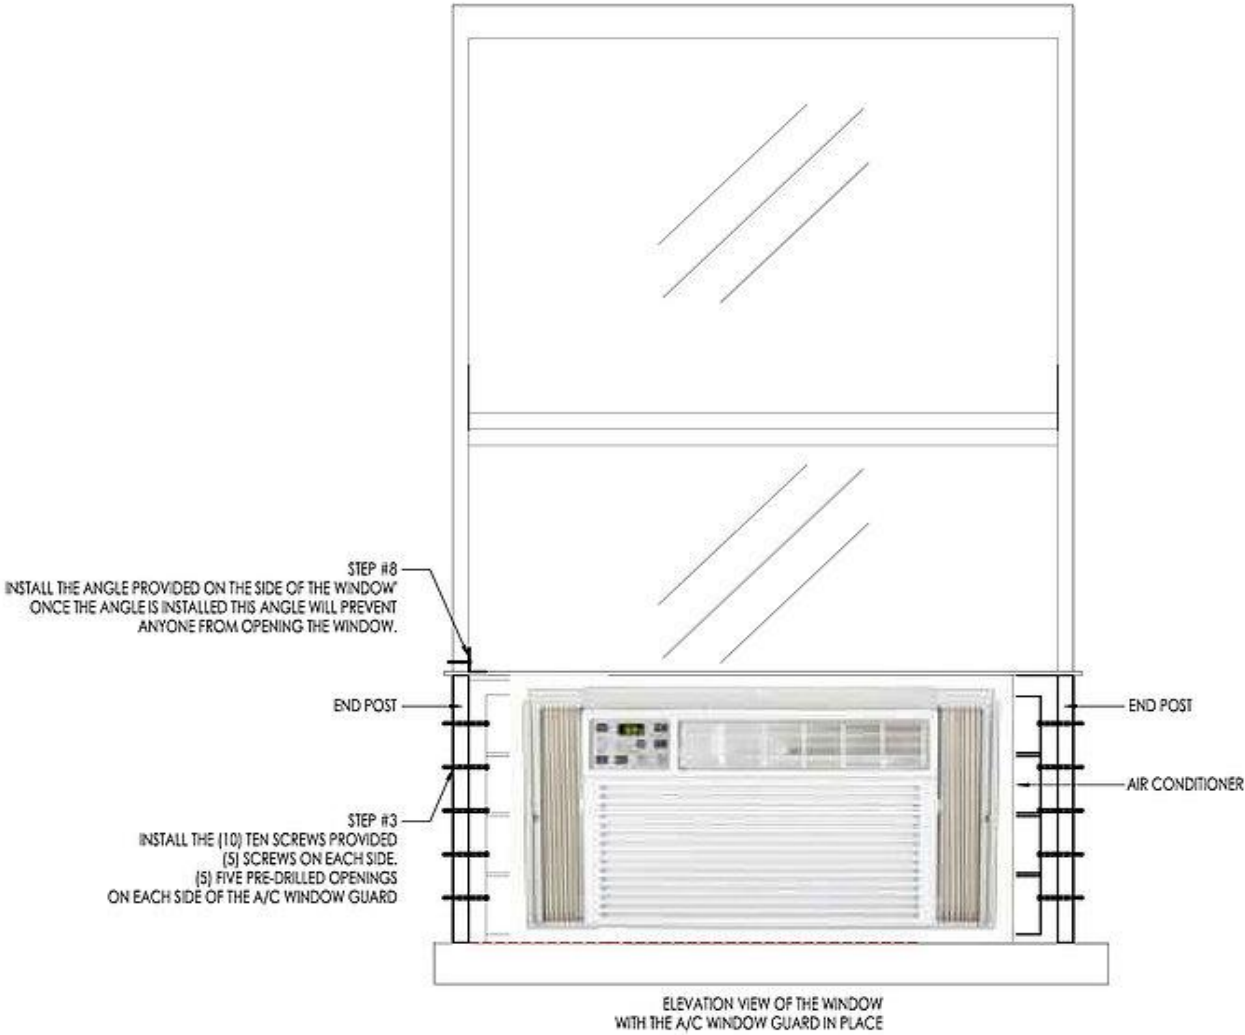 STEP #8
INSTALL THE ANGLE PROVIDED ON THE SIDE OF THE WINDOW'
ONCE THE ANGLE IS INSTALLED THIS ANGLE WILL PREVENT
ANYONE FROM OPENING THE WINDOW.
END POST
END POST
AIR CONDITIONER
STEP #3
INSTALL THE (10) TEN SCREWS PROVIDED
(5) SCREWS ON EACH SIDE.
(5) FIVE PRE-DRILLED OPENINGS
ON EACH SIDE OF THE A/C WINDOW GUARD
ELEVATION VIEW OF THE WINDOW
WITH THE A/C WINDOW GUARD IN PLACE